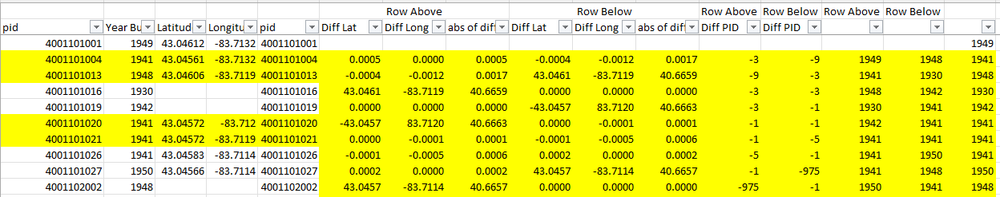 Row Above Row Below Row Above Row Below Row Above Row Below
pid Year Bu Latitud Longitu pid Diff Lat Diff Long abs of diff Diff Lat Diff Long abs of diff Diff PID Diff PID
4001101001 1949 43.04612 -83.7132 4001101001 1949
4001101004 1941 43.04561 -83.7132 4001101004 0.0005 0.0000 0.0005 -0.0004 -0.0012 0.0017 -3 -9 1949 1948 1941
4001101013 1948 43.04606 -83.7119 4001101013 -0.0004 -0.0012 0.0017 43.0461 -83.7119 40.6659 -9 -3 1941 1930 1948
4001101016 1930 4001101016 43.0461 -83.7119 40.6659 0.0000 0.0000 0.0000 -3 -3 1948 1942 1930
4001101019 1942 4001101019 0.0000 0.0000 0.0000 -43.0457 83.7120 40.6663 -3 -1 1930 1941 1942
4001101020 1941 43.04572 -83.712 4001101020 -43.0457 83.7120 40.6663 0.0000 -0.0001 0.0001 -1 -1 1942 1941 1941
4001101021 1941 43.04572 -83.7119 4001101021 0.0000 -0.0001 0.0001 -0.0001 -0.0005 0.0006 -1 -5 1941 1941 1941
4001101026 1941 43.04583 -83.7114 4001101026 -0.0001 -0.0005 0.0006 0.0002 0.0000 0.0002 -5 -1 1941 1950 1941
4001101027 1950 43.04566 -83.7114 4001101027 0.0002 0.0000 0.0002 43.0457 -83.7114 40.6657 -1 -975 1941 1948 1950
4001102002 1948 4001102002 43.0457 -83.7114 40.6657 0.0000 0.0000 0.0000 -975 -1 1950 1941 1948